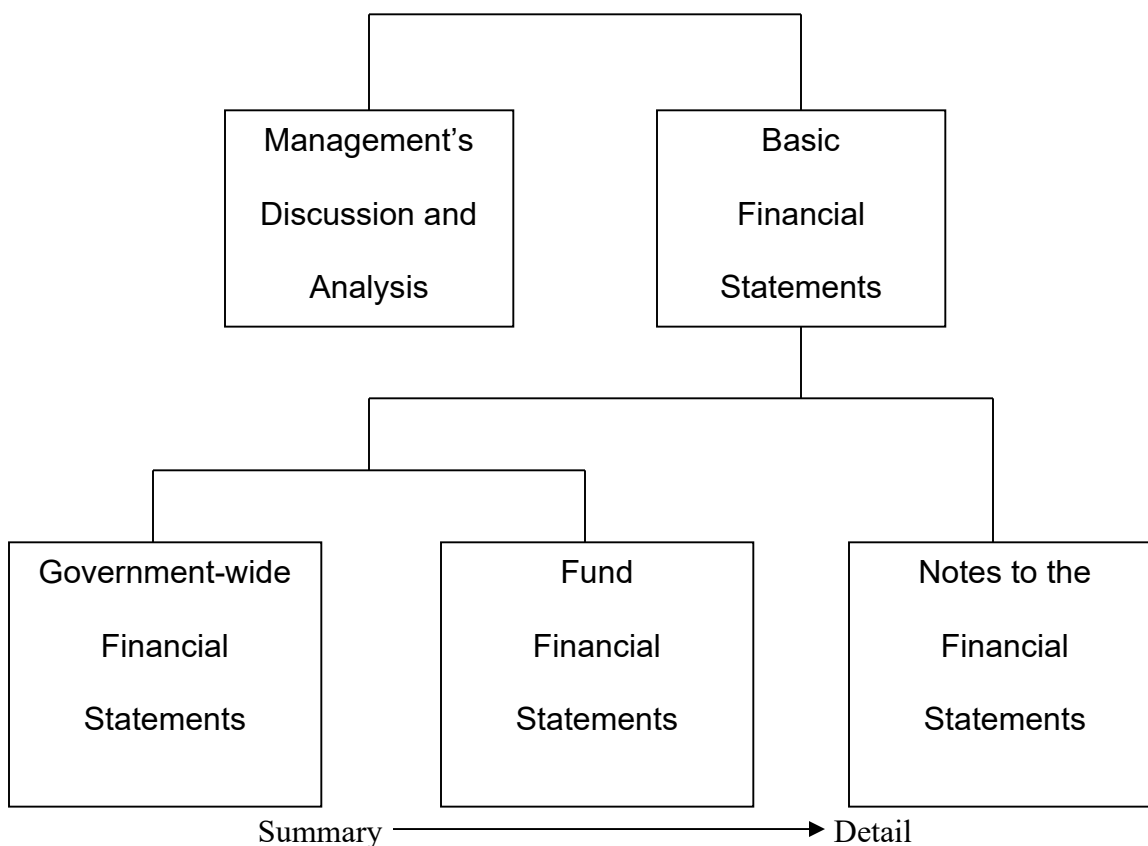 Management’s
Discussion and
Analysis
Basic
Financial
Statements
Government-wide
Financial
Statements
Fund
Financial
Statements
Notes to the
Financial
Statements
Summary
Detail